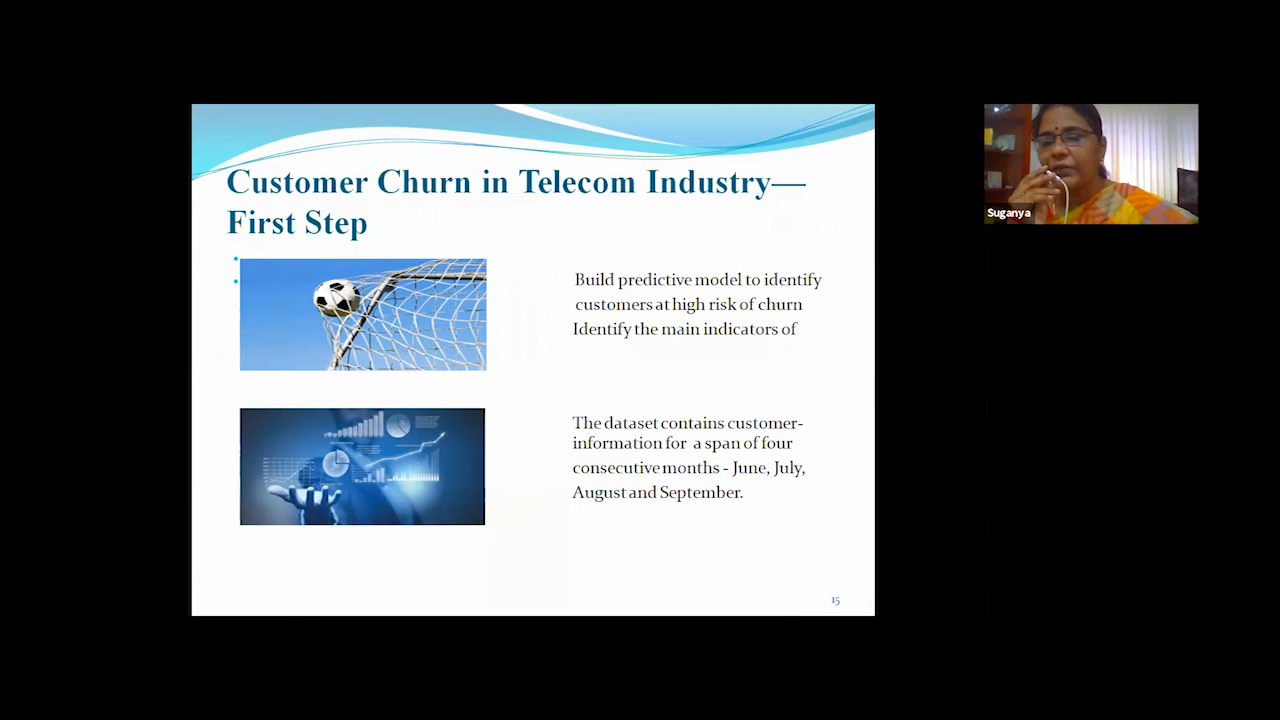 Customer Churn in Telecom Industry—
First Step
Build predictive model to identify
customers at high risk of churn
Identify the main indicators of
The dataset contains customer-
information for a span of four
consecutive months - June, July,
August and September.
15
Suganya